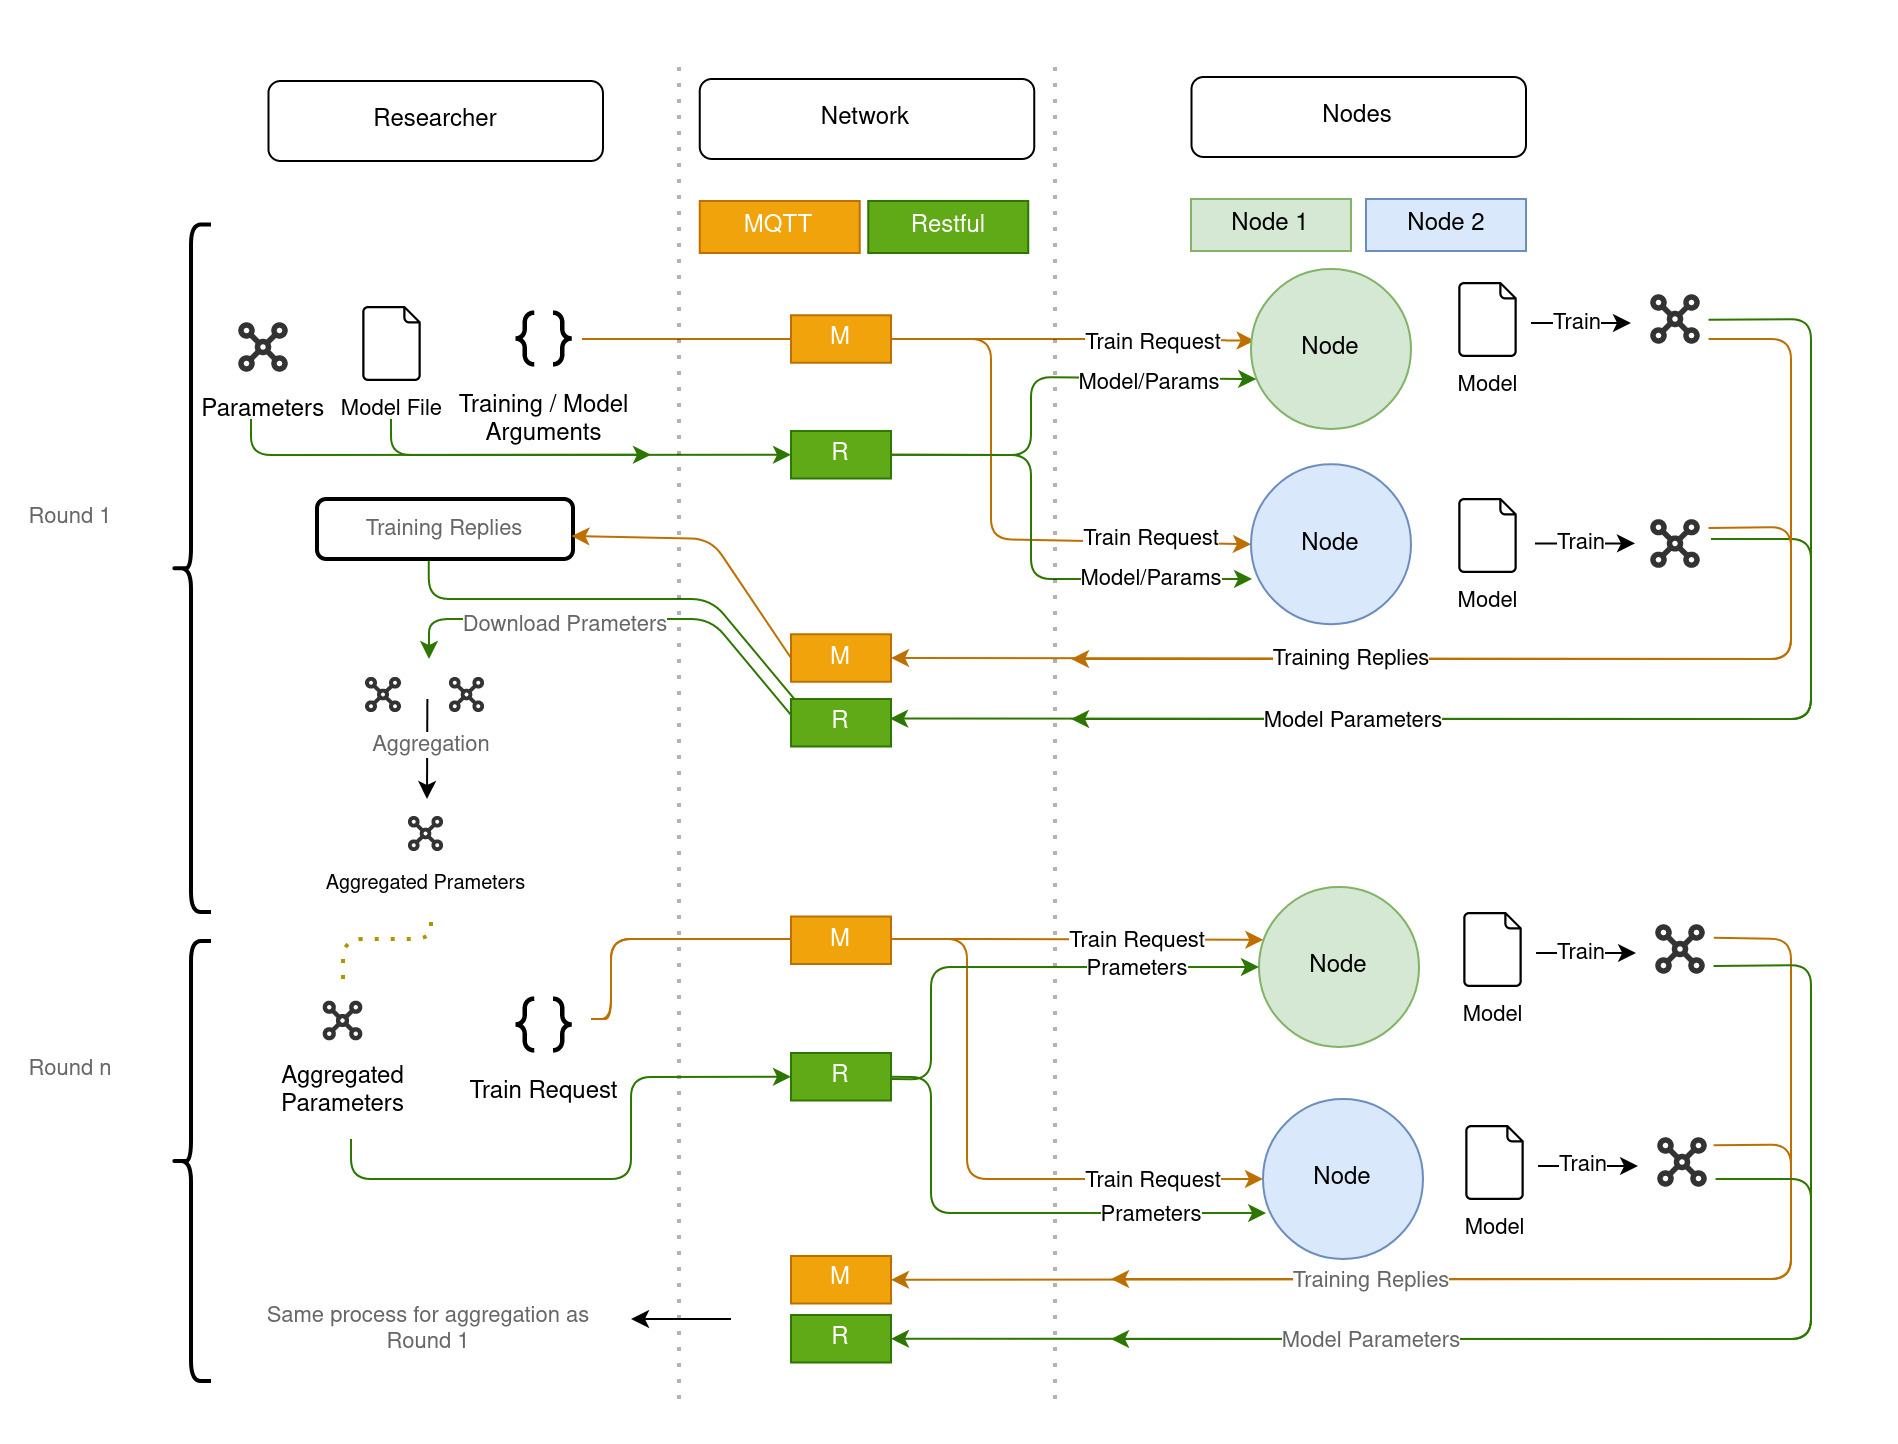 Researcher
Network
Nodes
MQTT
Restful
Node 1
Node 2
M
Train Request
Node
Train
Model
Parameters
Model File
Training / Model
Arguments
Model/Params
R
Round 1
Training Replies
Train Request
Node
Train
Model/Params
Model
Download Prameters
M
Training Replies
R
Model Parameters
Aggregation
Aggregated Prameters
M
Train Request
Prameters
Node
Train
Model
Round n
Aggregated
Parameters
Train Request
R
Train Request
Prameters
Node
Train
Model
M
Training Replies
Same process for aggregation as
Round 1
R
Model Parameters